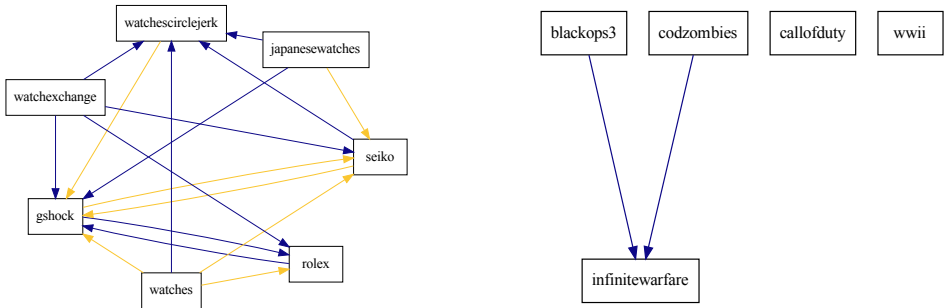 watchescirclejerk
japanesewatches
watchexchange
seiko
gshock
rolex
watches
blackops3
codzombies
callofduty
wwii
infinitewarfare